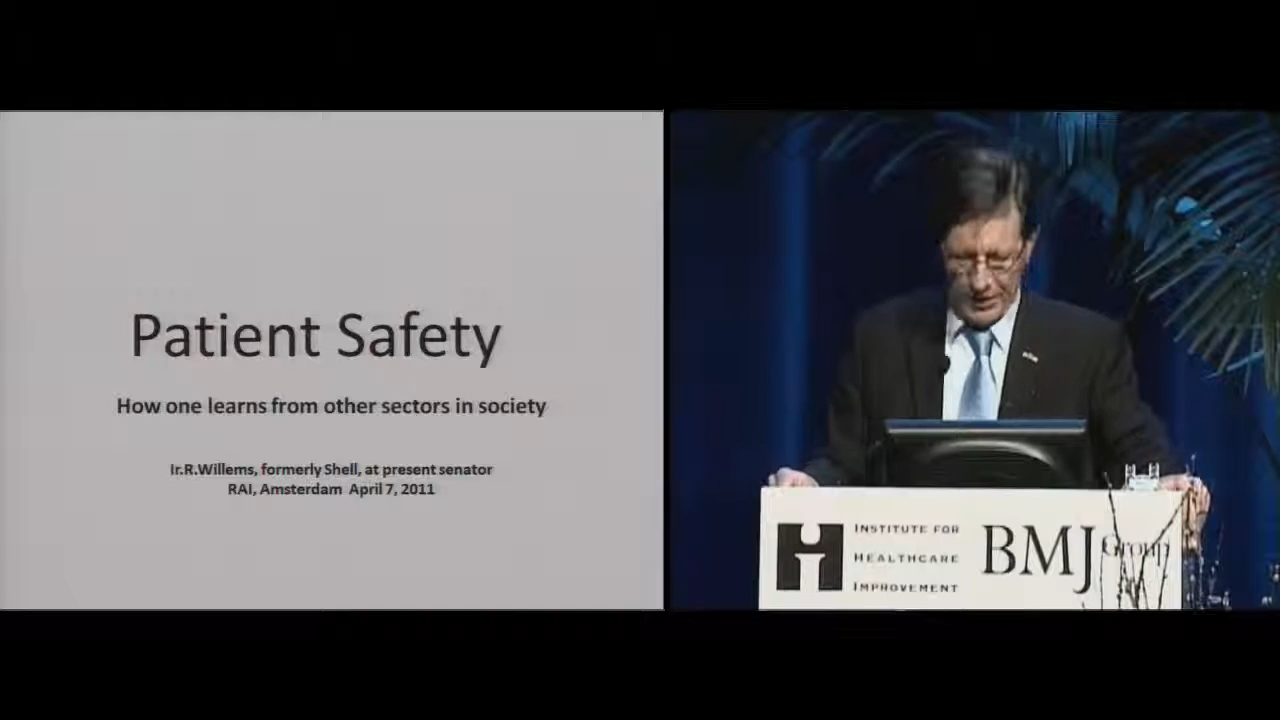 Patient Safety
How one learns from other sectors in society
Ir.R.Willems, formerly Shell, at present senator
RAI, Amsterdam April 7, 2011
INSTITUTE FOR
HEALTHCARE
IMPROVEMENT
BMJ Group